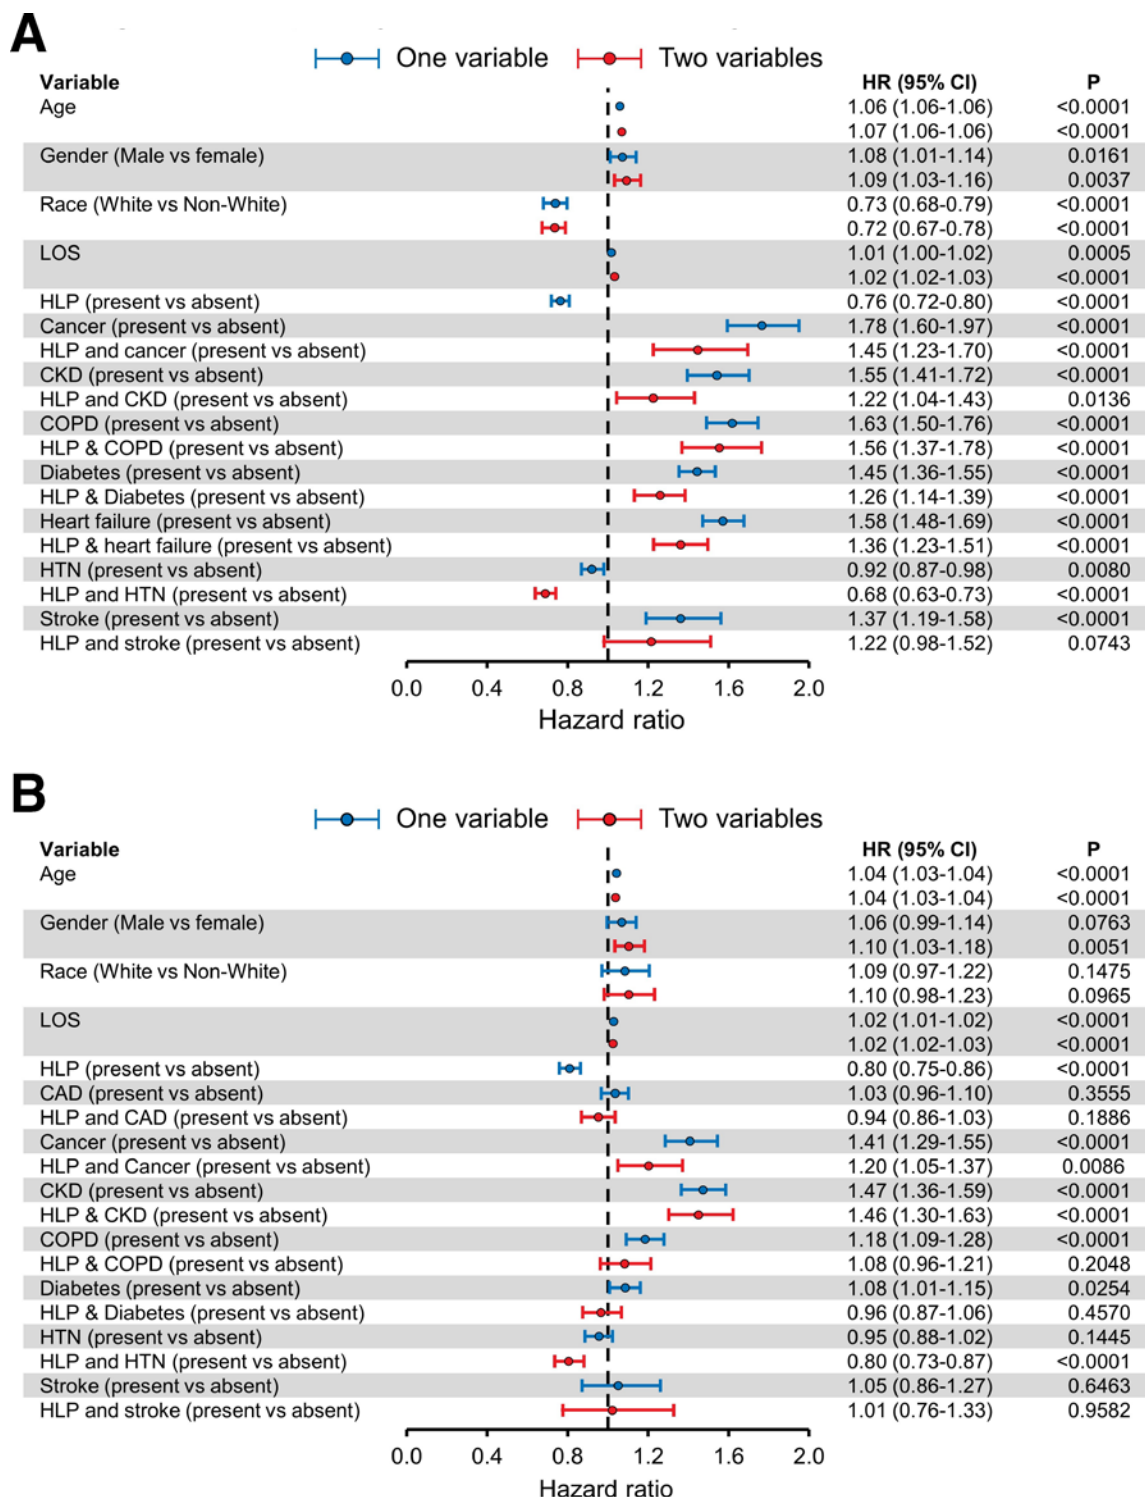 A
One variable Two variables
Variable HR (95% CI) P
Age 1.06 (1.06-1.06) <0.0001
1.07 (1.06-1.06) <0.0001
Gender (Male vs female) 1.08 (1.01-1.14) 0.0161
1.09 (1.03-1.16) 0.0037
Race (White vs Non-White) 0.73 (0.68-0.79) <0.0001
0.72 (0.67-0.78) <0.0001
LOS 1.01 (1.00-1.02) 0.0005
1.02 (1.02-1.03) <0.0001
HLP (present vs absent) 0.76 (0.72-0.80) <0.0001
Cancer (present vs absent) 1.78 (1.60-1.97) <0.0001
HLP and cancer (present vs absent) 1.45 (1.23-1.70) <0.0001
CKD (present vs absent) 1.55 (1.41-1.72) <0.0001
HLP and CKD (present vs absent) 1.22 (1.04-1.43) 0.0136
COPD (present vs absent) 1.63 (1.50-1.76) <0.0001
HLP & COPD (present vs absent) 1.56 (1.37-1.78) <0.0001
Diabetes (present vs absent) 1.45 (1.36-1.55) <0.0001
HLP & Diabetes (present vs absent) 1.26 (1.14-1.39) <0.0001
Heart failure (present vs absent) 1.58 (1.48-1.69) <0.0001
HLP & heart failure (present vs absent) 1.36 (1.23-1.51) <0.0001
HTN (present vs absent) 0.92 (0.87-0.98) 0.0080
HLP and HTN (present vs absent) 0.68 (0.63-0.73) <0.0001
Stroke (present vs absent) 1.37 (1.19-1.58) <0.0001
HLP and stroke (present vs absent) 1.22 (0.98-1.52) 0.0743
0.0 0.4 0.8 1.2 1.6 2.0
Hazard ratio
B
One variable Two variables
Variable HR (95% CI) P
Age 1.04 (1.03-1.04) <0.0001
1.04 (1.03-1.04) <0.0001
Gender (Male vs female) 1.06 (0.99-1.14) 0.0763
1.10 (1.03-1.18) 0.0051
Race (White vs Non-White) 1.09 (0.97-1.22) 0.1475
1.10 (0.98-1.23) 0.0965
LOS 1.02 (1.01-1.02) <0.0001
1.02 (1.02-1.03) <0.0001
HLP (present vs absent) 0.80 (0.75-0.86) <0.0001
CAD (present vs absent) 1.03 (0.96-1.10) 0.3555
HLP and CAD (present vs absent) 0.94 (0.86-1.03) 0.1886
Cancer (present vs absent) 1.41 (1.29-1.55) <0.0001
HLP and Cancer (present vs absent) 1.20 (1.05-1.37) 0.0086
CKD (present vs absent) 1.47 (1.36-1.59) <0.0001
HLP & CKD (present vs absent) 1.46 (1.30-1.63) <0.0001
COPD (present vs absent) 1.18 (1.09-1.28) <0.0001
HLP & COPD (present vs absent) 1.08 (0.96-1.21) 0.2048
Diabetes (present vs absent) 1.08 (1.01-1.15) 0.0254
HLP & Diabetes (present vs absent) 0.96 (0.87-1.06) 0.4570
HTN (present vs absent) 0.95 (0.88-1.02) 0.1445
HLP and HTN (present vs absent) 0.80 (0.73-0.87) <0.0001
Stroke (present vs absent) 1.05 (0.86-1.27) 0.6463
HLP and stroke (present vs absent) 1.01 (0.76-1.33) 0.9582
0.0 0.4 0.8 1.2 1.6 2.0
Hazard ratio